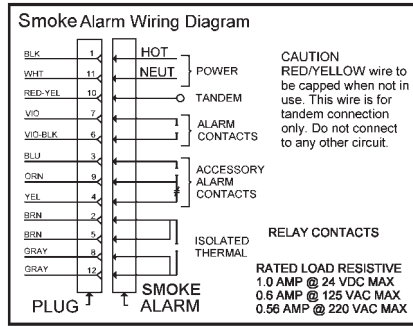 Smoke Alarm Wiring Diagram
BLK 1 HOT
WHT 11 NEUT POWER
RED-YEL 10 TANDEM
VIO 7
VIO-BLK 6
ALARM
CONTACTS
BLU 3
ORN 9
YEL 4
ACCESSORY
ALARM
CONTACTS
BRN 2
BRN 5
GRAY 8
GRAY 12
ISOLATED
THERMAL
PLUG
SMOKE
ALARM
CAUTION
RED/YELLOW wire to
be capped when not in
use. This wire is for
tandem connection
only. Do not connect
to any other circuit.
RELAY CONTACTS
RATED LOAD RESISTIVE
1.0 AMP @ 24 VDC MAX
0.6 AMP @ 125 VAC MAX
0.56 AMP @ 220 VAC MAX